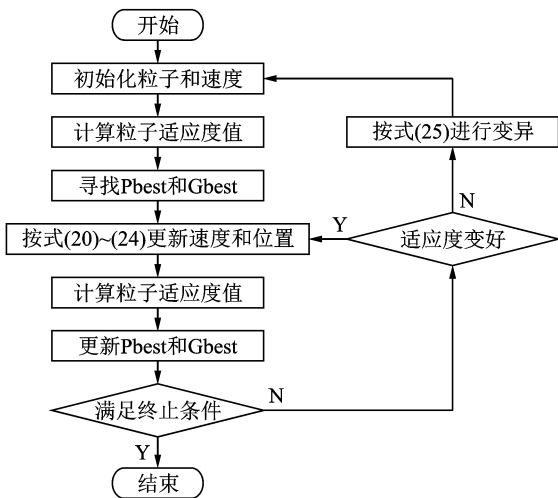 开始
初始化粒子和速度
计算粒子适应度值
按式(25)进行变异
寻找Pbest和Gbest
N
按式(20)~(24)更新速度和位置
Y
适应度变好
计算粒子适应度值
更新Pbest和Gbest
满足终止条件
N
Y
结束